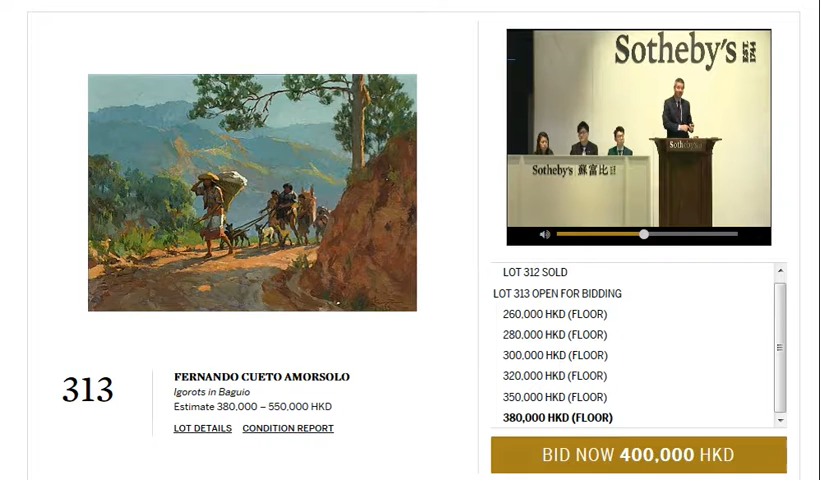 Sotheby's EST. 1744
Sotheby's
Sotheby's 蘇富比
LOT 312 SOLD
LOT 313 OPEN FOR BIDDING
260,000 HKD (FLOOR)
280,000 HKD (FLOOR)
300,000 HKD (FLOOR)
320,000 HKD (FLOOR)
350,000 HKD (FLOOR)
380,000 HKD (FLOOR)
BID NOW 400,000 HKD
313
FERNANDO CUETO AMORSOLO
Igorots in Baguio
Estimate 380,000 – 550,000 HKD
LOT DETAILS CONDITION REPORT